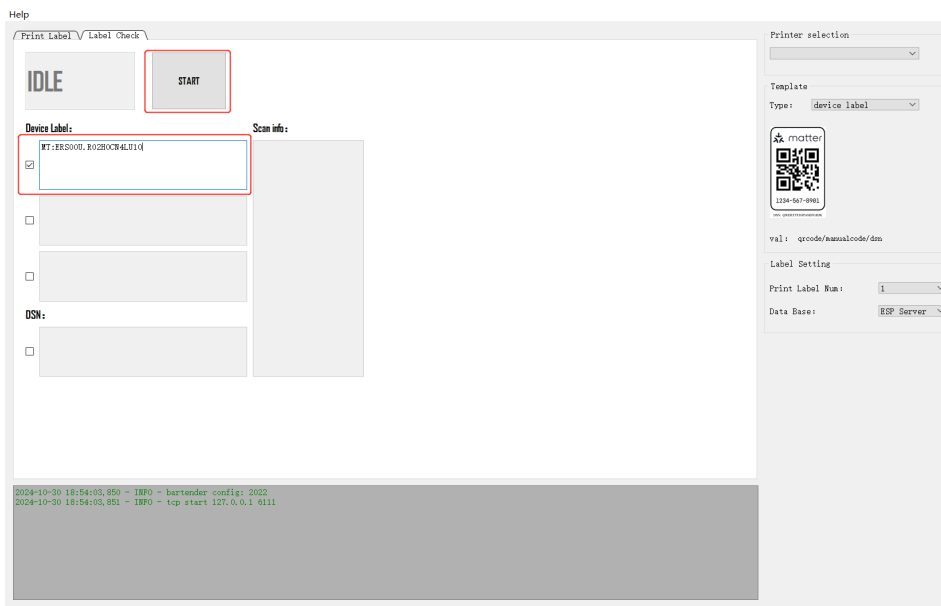 Help
Print Label
Label Check
IDLE
START
Device Label:
Scan info:
MT:ERS00U.R02HOCN4LU10
DSN:
Printer selection
Template
Type:
device label
matter
1234-567-8901
val: qrcode/manualcode/dsn
Label Setting
Print Label Num:
1
Data Base:
ESP Server
2024-10-30 18:54:03,850 - INFO - bartender config: 2022
2024-10-30 18:54:03,851 - INFO - tcp start 127.0.0.1 6111